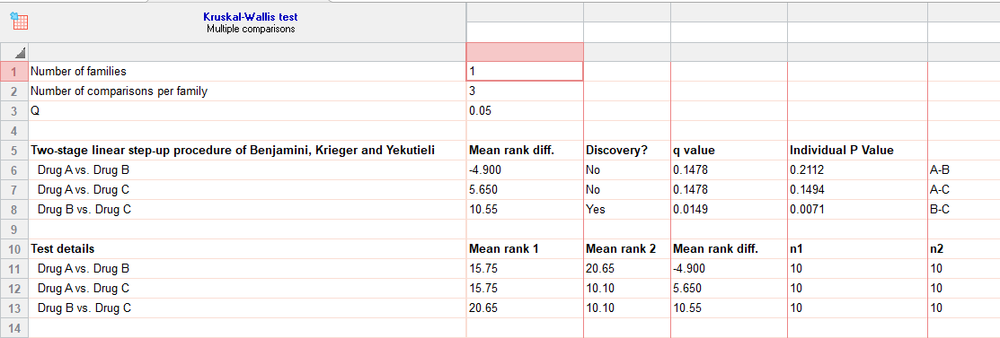 Kruskal-Wallis test
Multiple comparisons
1 Number of families 1
2 Number of comparisons per family 3
3 Q 0.05
4
5 Two-stage linear step-up procedure of Benjamini, Krieger and Yekutieli Mean rank diff. Discovery? q value Individual P Value
6 Drug A vs. Drug B -4.900 No 0.1478 0.2112 A-B
7 Drug A vs. Drug C 5.650 No 0.1478 0.1494 A-C
8 Drug B vs. Drug C 10.55 Yes 0.0149 0.0071 B-C
9
10 Test details Mean rank 1 Mean rank 2 Mean rank diff. n1 n2
11 Drug A vs. Drug B 15.75 20.65 -4.900 10 10
12 Drug A vs. Drug C 15.75 10.10 5.650 10 10
13 Drug B vs. Drug C 20.65 10.10 10.55 10 10
14